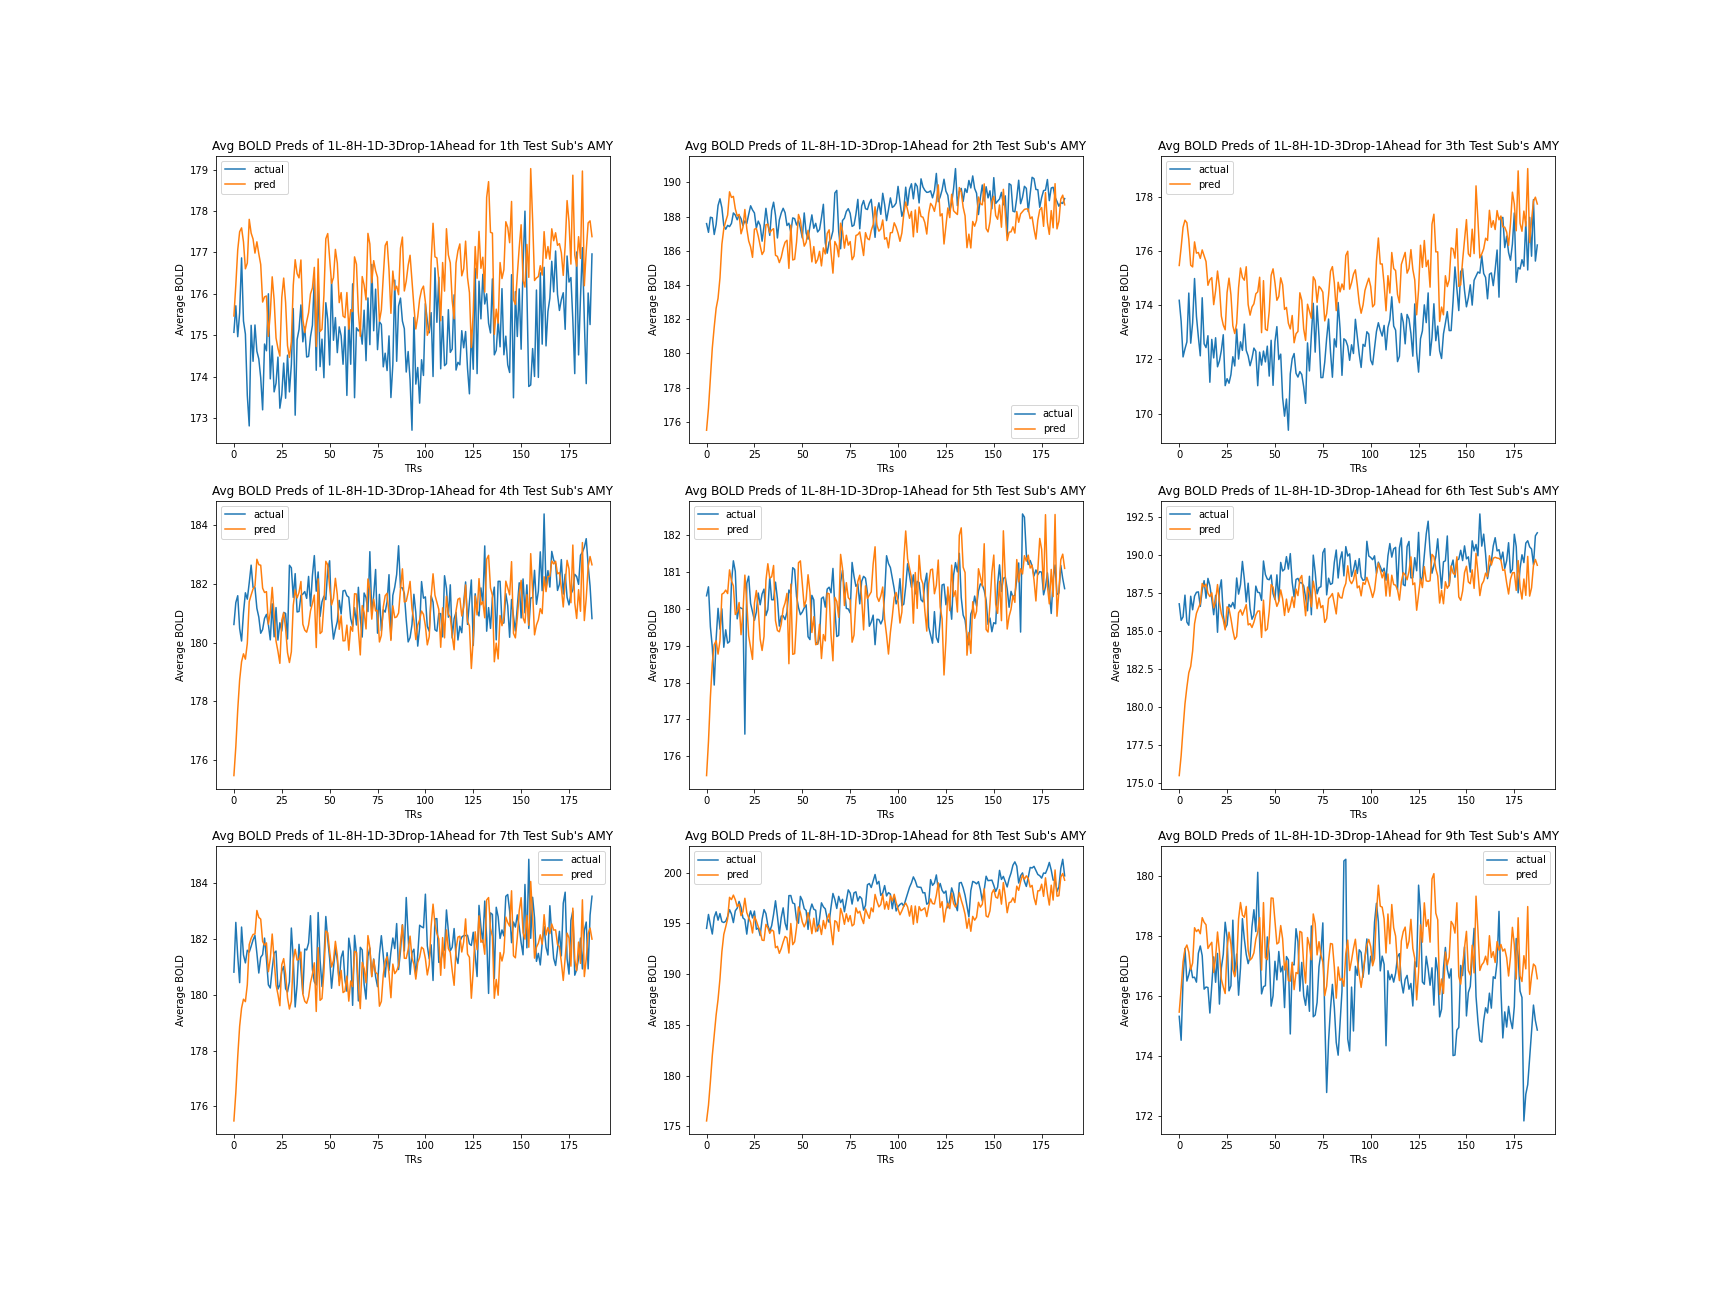 Avg BOLD Preds of 1L-8H-1D-3Drop-1Ahead for 1th Test Sub's AMY
179
178
177
176
175
174
173
Average BOLD
actual
pred
0 25 50 75 100 125 150 175
TRs
Avg BOLD Preds of 1L-8H-1D-3Drop-1Ahead for 2th Test Sub's AMY
190
188
186
184
182
180
178
176
Average BOLD
actual
pred
0 25 50 75 100 125 150 175
TRs
Avg BOLD Preds of 1L-8H-1D-3Drop-1Ahead for 3th Test Sub's AMY
178
176
174
172
170
Average BOLD
actual
pred
0 25 50 75 100 125 150 175
TRs
Avg BOLD Preds of 1L-8H-1D-3Drop-1Ahead for 4th Test Sub's AMY
184
182
180
178
176
Average BOLD
actual
pred
0 25 50 75 100 125 150 175
TRs
Avg BOLD Preds of 1L-8H-1D-3Drop-1Ahead for 5th Test Sub's AMY
182
181
180
179
178
177
176
Average BOLD
actual
pred
0 25 50 75 100 125 150 175
TRs
Avg BOLD Preds of 1L-8H-1D-3Drop-1Ahead for 6th Test Sub's AMY
192.5
190.0
187.5
185.0
182.5
180.0
177.5
175.0
Average BOLD
actual
pred
0 25 50 75 100 125 150 175
TRs
Avg BOLD Preds of 1L-8H-1D-3Drop-1Ahead for 7th Test Sub's AMY
184
182
180
178
176
Average BOLD
actual
pred
0 25 50 75 100 125 150 175
TRs
Avg BOLD Preds of 1L-8H-1D-3Drop-1Ahead for 8th Test Sub's AMY
200
195
190
185
180
175
Average BOLD
actual
pred
0 25 50 75 100 125 150 175
TRs
Avg BOLD Preds of 1L-8H-1D-3Drop-1Ahead for 9th Test Sub's AMY
180
178
176
174
172
Average BOLD
actual
pred
0 25 50 75 100 125 150 175
TRs